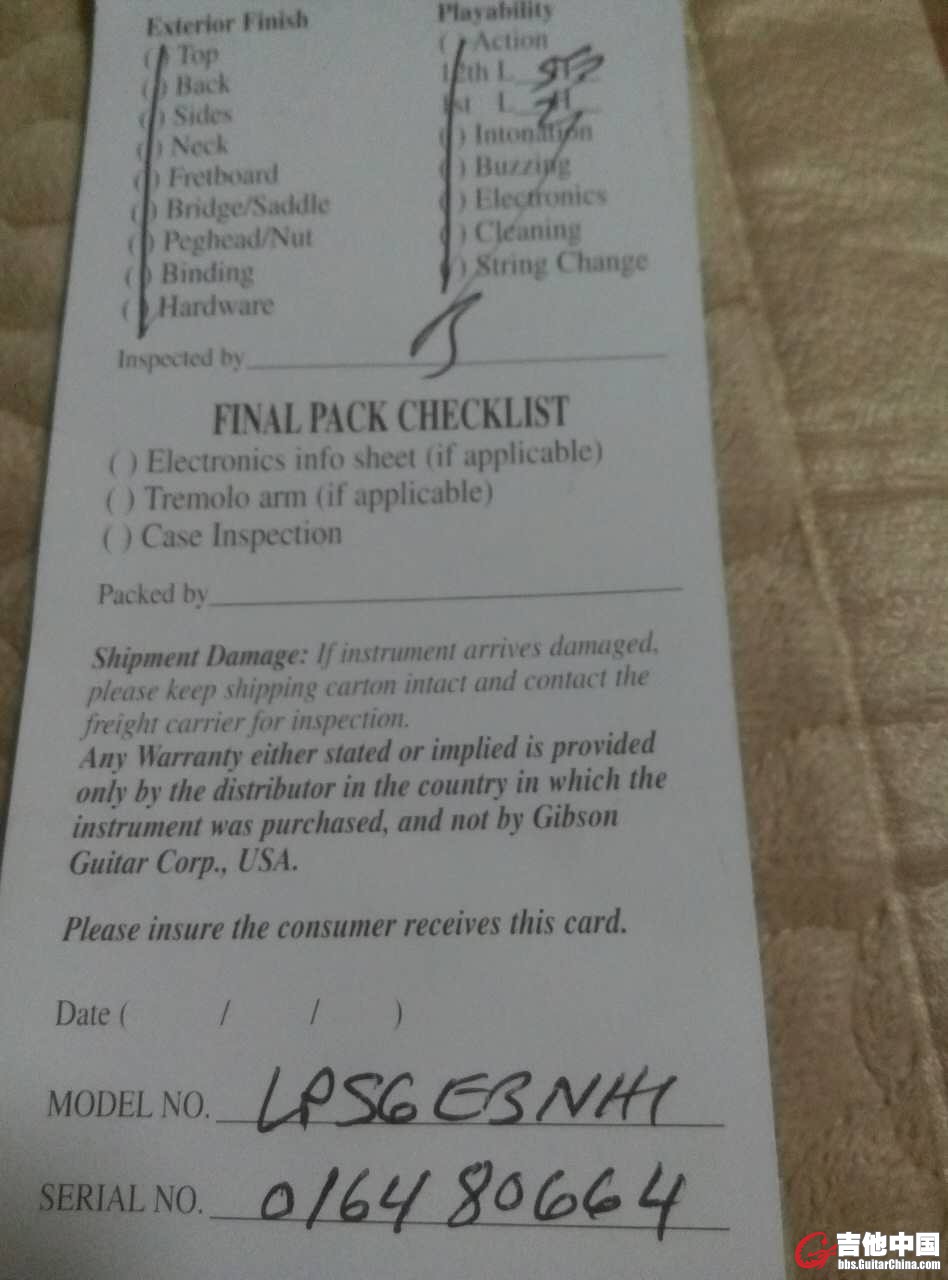 Exterior Finish
( ) Top
( ) Back
( ) Sides
( ) Neck
( ) Fretboard
( ) Bridge/Saddle
( ) Peghead/Nut
( ) Binding
( ) Hardware
Playability
( ) Action
12th L
1st L
( ) Intonation
( ) Buzzing
( ) Electronics
( ) Cleaning
( ) String Change
Inspected by
FINAL PACK CHECKLIST
( ) Electronics info sheet (if applicable)
( ) Tremolo arm (if applicable)
( ) Case Inspection
Packed by
Shipment Damage: If instrument arrives damaged,
please keep shipping carton intact and contact the
freight carrier for inspection.
Any Warranty either stated or implied is provided
only by the distributor in the country in which the
instrument was purchased, and not by Gibson
Guitar Corp., USA.
Please insure the consumer receives this card.
Date ( / / )
MODEL NO. LPSGEBNH1
SERIAL NO. 0164 80664
吉他中国
bbs.GuitarChina.com